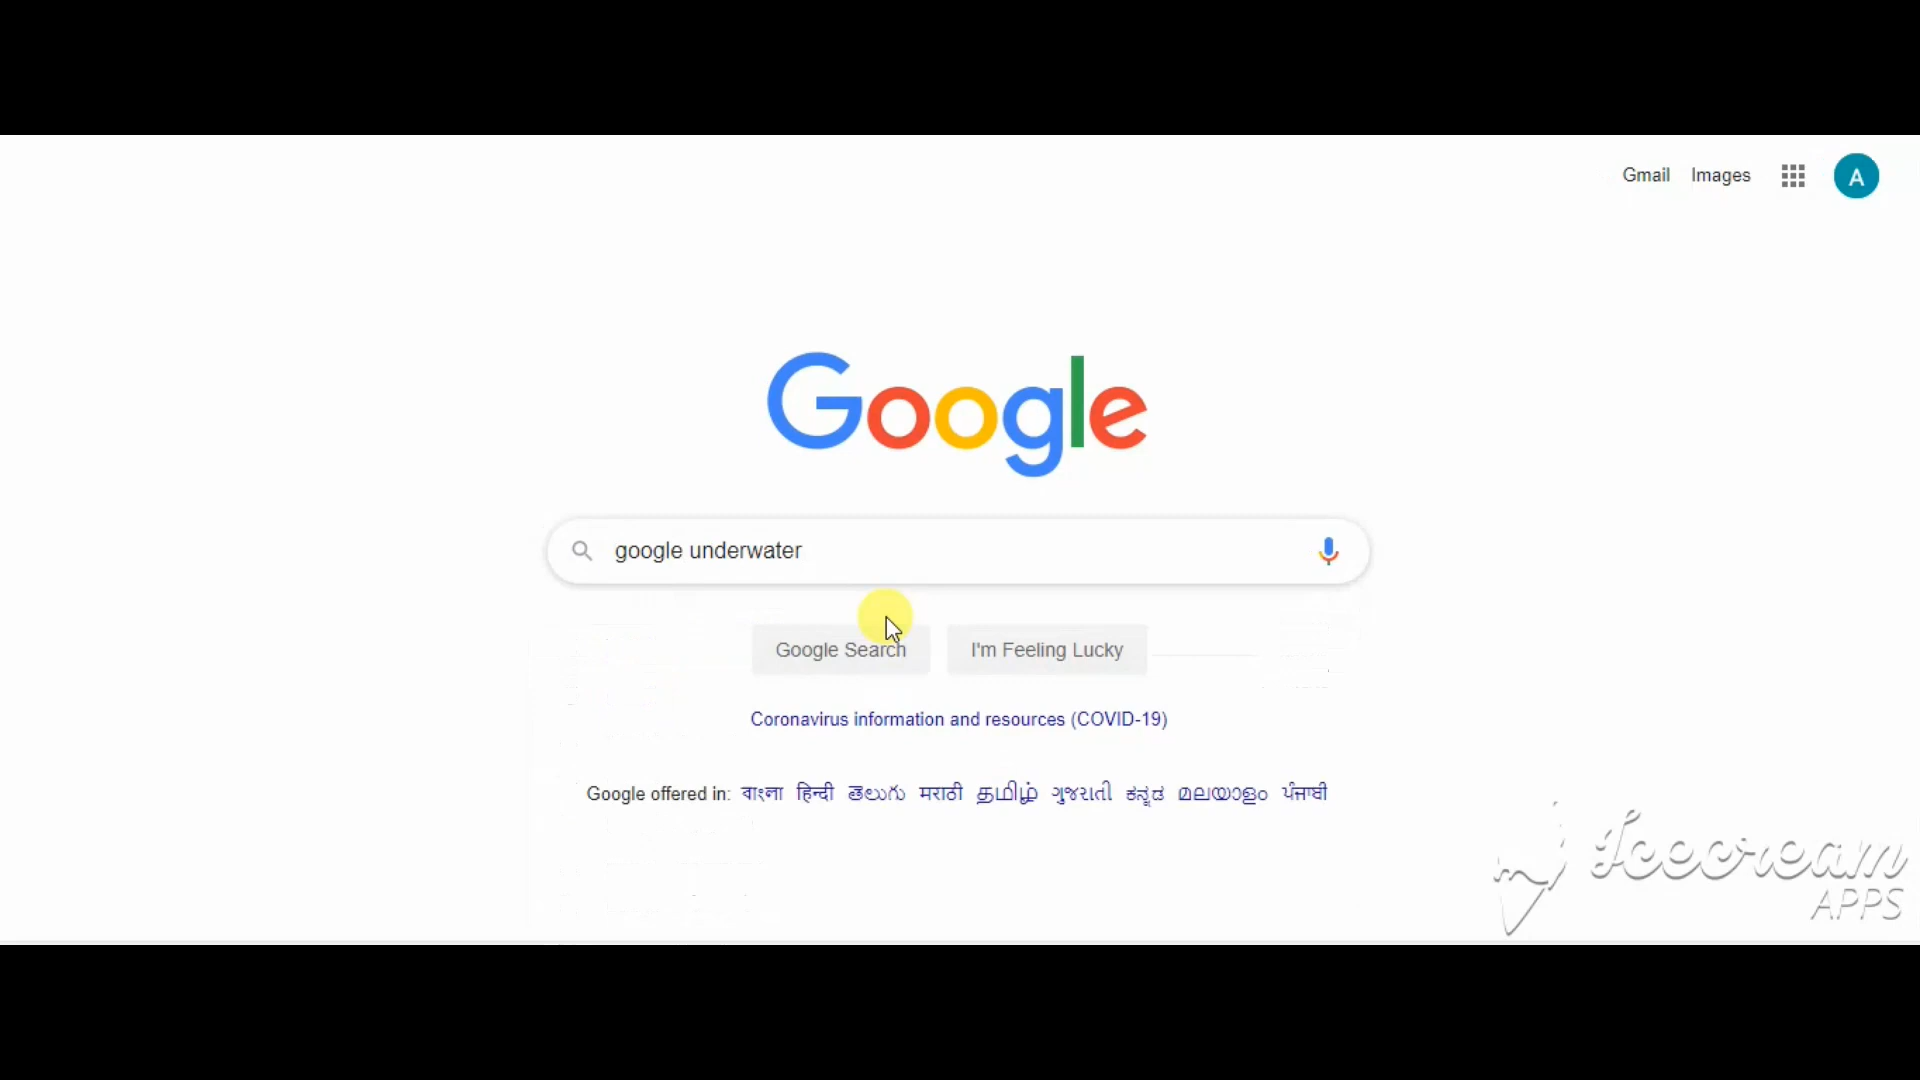 Gmail Images
A
Google
google underwater
Google Search I'm Feeling Lucky
Coronavirus information and resources (COVID-19)
Google offered in: বাংলা हिन्दी తెలుగు मराठी தமிழ் ગુજરાતી ಕನ್ನಡ മലയാളം ਪੰਜਾਬੀ
Icecream
APPS